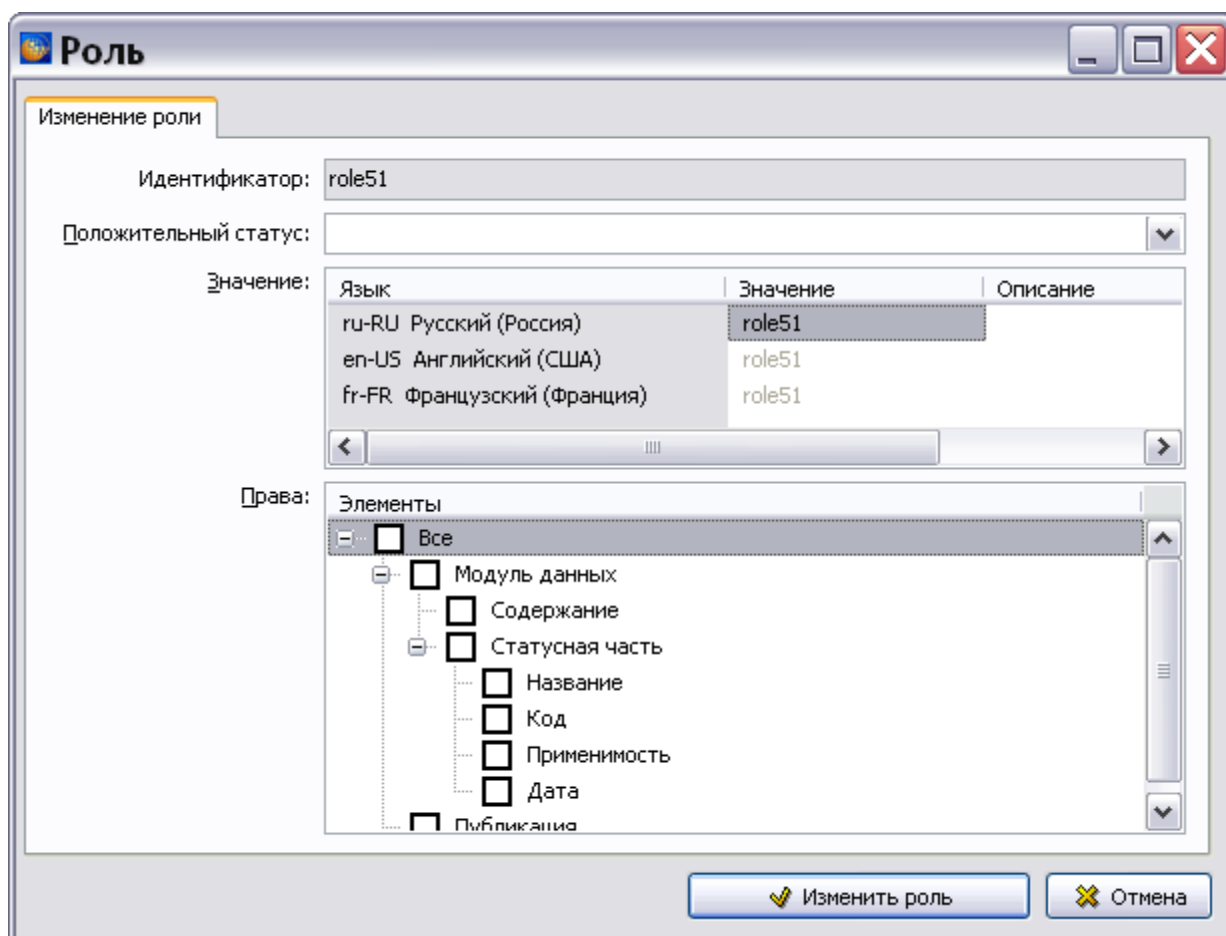 Роль
Изменение роли
Идентификатор: role51
Положительный статус:
Значение:
Язык Значение Описание
ru-RU Русский (Россия) role51
en-US Английский (США) role51
fr-FR Французский (Франция) role51
Права:
Элементы
Все
Модуль данных
Содержание
Статусная часть
Название
Код
Применимость
Дата
Публикация
Изменить роль Отмена